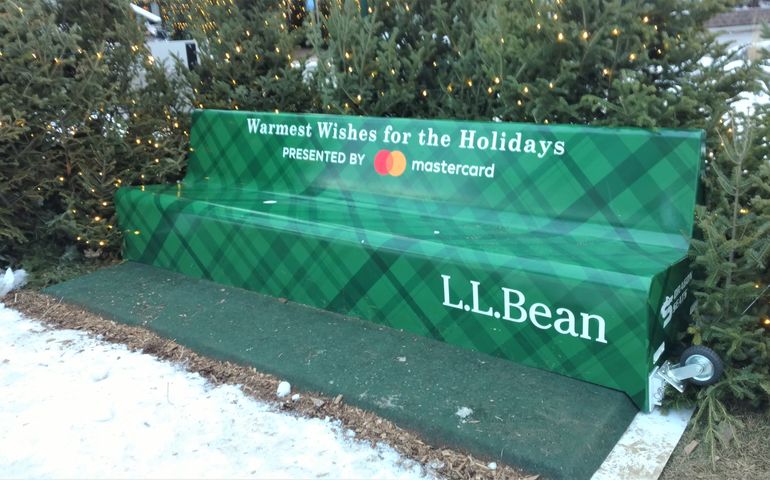 Warmest Wishes for the Holidays
PRESENTED BY mastercard
L.L.Bean